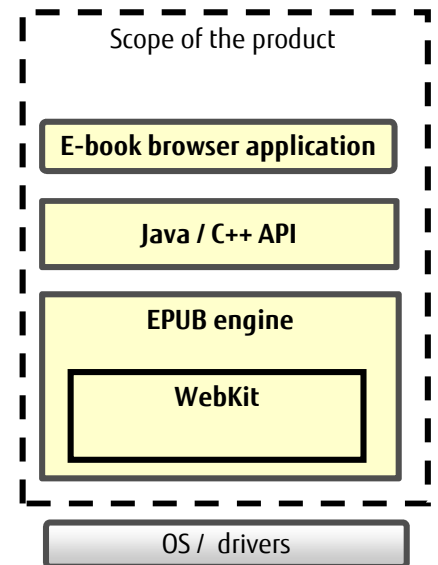 Scope of the product
E-book browser application
Java / C++ API
EPUB engine
WebKit
OS / drivers